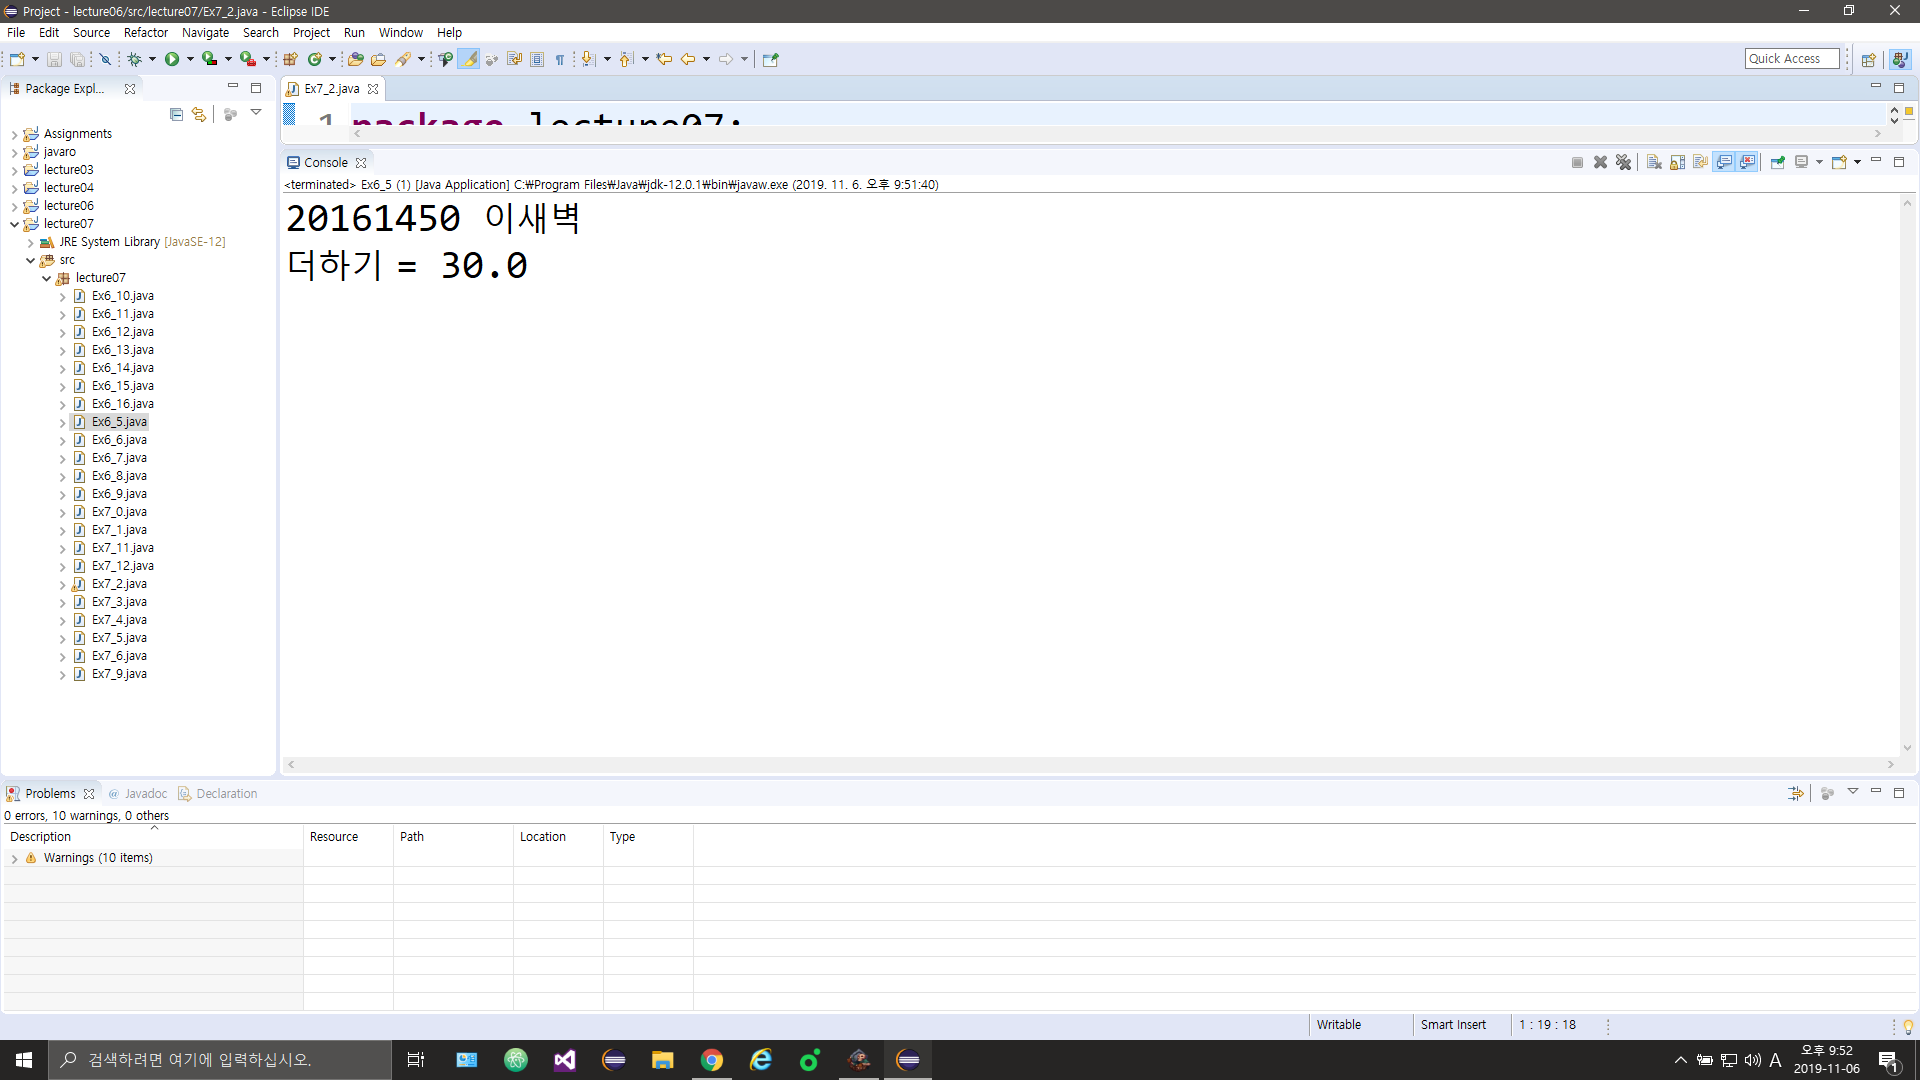 Project - lecture06/src/lecture07/Ex7_2.java - Eclipse IDE
File Edit Source Refactor Navigate Search Project Run Window Help
Quick Access
Package Expl...
Assignments
javaro
lecture03
lecture04
lecture06
lecture07
JRE System Library [JavaSE-12]
src
lecture07
Ex6_10.java
Ex6_11.java
Ex6_12.java
Ex6_13.java
Ex6_14.java
Ex6_15.java
Ex6_16.java
Ex6_5.java
Ex6_6.java
Ex6_7.java
Ex6_8.java
Ex6_9.java
Ex7_0.java
Ex7_1.java
Ex7_11.java
Ex7_12.java
Ex7_2.java
Ex7_3.java
Ex7_4.java
Ex7_5.java
Ex7_6.java
Ex7_9.java
Ex7_2.java
1 package lecture07;
Console
<terminated> Ex6_5 (1) [Java Application] C:₩Program Files₩Java₩jdk-12.0.1₩bin₩javaw.exe (2019. 11. 6. 오후 9:51:40)
20161450 이새벽
더하기 = 30.0
Problems @ Javadoc Declaration
0 errors, 10 warnings, 0 others
Description Resource Path Location Type
Warnings (10 items)
Writable Smart Insert 1 : 19 : 18
검색하려면 여기에 입력하십시오.
A
오후 9:52
2019-11-06
1